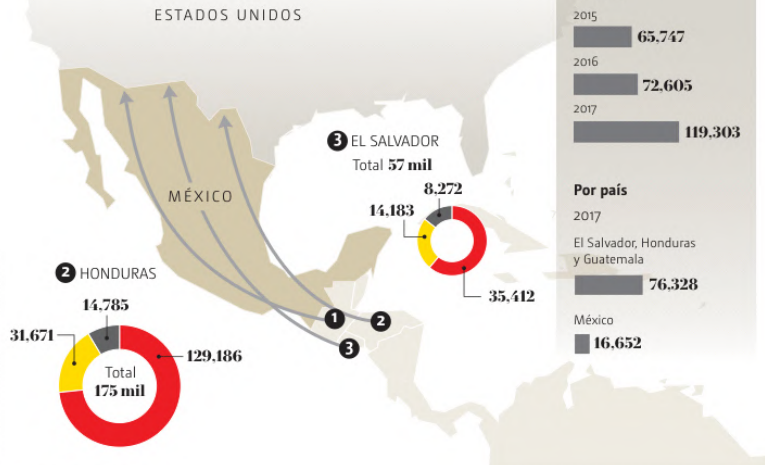 ESTADOS UNIDOS
MÉXICO
3 EL SALVADOR
Total 57 mil
8,272
14,183
35,412
2 HONDURAS
14,785
31,671
129,186
Total
175 mil
1
2
3
2015
65,747
2016
72,605
2017
119,303
Por país
2017
El Salvador, Honduras
y Guatemala
76,328
México
16,652